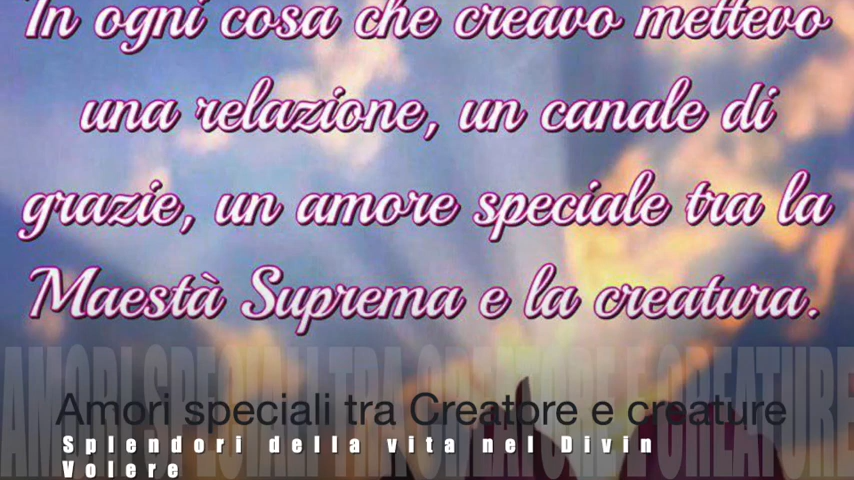 In ogni cosa che creavo mettevo
una relazione, un canale di
grazie, un amore speciale tra la
Maestà Suprema e la creatura.
AMORI SPECIALI TRA CREATORE E CREATURE
Amori speciali tra Creatore e creature
Splendori della vita nel Divin
Volere